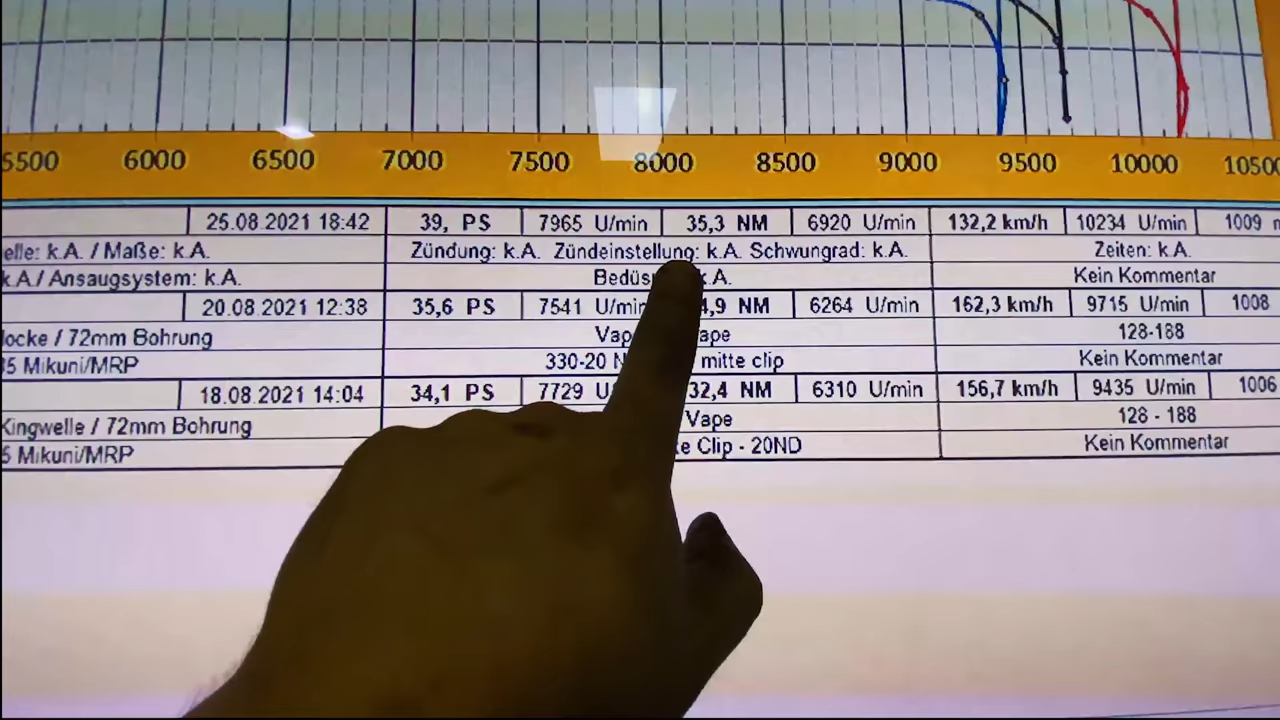 5500 6000 6500 7000 7500 8000 8500 9000 9500 10000 1050
25.08.2021 18:42 39, PS 7965 U/min 35,3 NM 6920 U/min 132,2 km/h 10234 U/min 1009
elle: k.A. / Maße: k.A. Zündung: k.A. Zündeinstellung: k.A. Schwungrad: k.A. Zeiten: k.A.
k.A / Ansaugsystem: k.A. k.A. Kein Kommentar
20.08.2021 12:38 35,6 PS 7541 U/min 4,9 NM 6264 U/min 162,3 km/h 9715 U/min 1008
locke / 72mm Bohrung Vap ape 128-188
35 Mikuni/MRP 330-20 N mitte clip Kein Kommentar
18.08.2021 14:04 34,1 PS 7729 U 32,4 NM 6310 U/min 156,7 km/h 9435 U/min 1006
Kingwelle / 72mm Bohrung Vape 128 - 188
5 Mikuni/MRP e Clip - 20ND Kein Kommentar